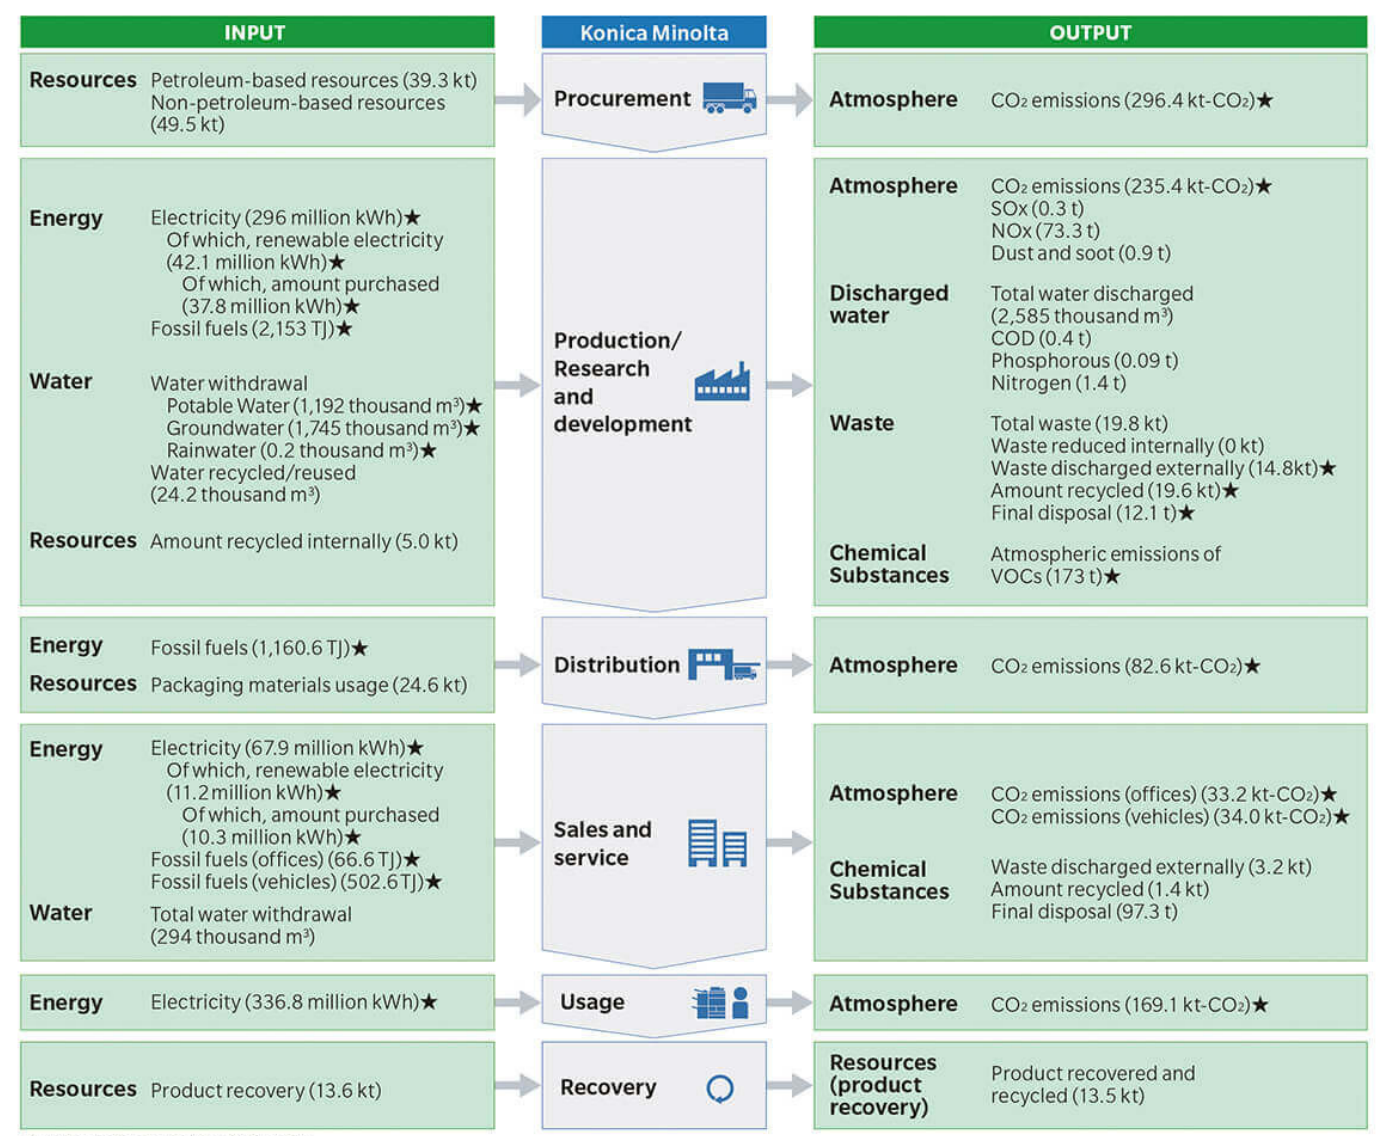 INPUT
Konica Minolta
OUTPUT
Resources Petroleum-based resources (39.3 kt)
Non-petroleum-based resources
(49.5 kt)
Procurement
Atmosphere CO₂ emissions (296.4 kt-CO₂)★
Energy Electricity (296 million kWh)★
Of which, renewable electricity
(42.1 million kWh)★
Of which, amount purchased
(37.8 million kWh)★
Fossil fuels (2,153 TJ)★
Water Water withdrawal
Potable Water (1,192 thousand m³)★
Groundwater (1,745 thousand m³)★
Rainwater (0.2 thousand m³)★
Water recycled/reused
(24.2 thousand m³)
Resources Amount recycled internally (5.0 kt)
Production/
Research
and
development
Atmosphere CO₂ emissions (235.4 kt-CO₂)★
SOx (0.3 t)
NOx (73.3 t)
Dust and soot (0.9 t)
Discharged Total water discharged
water (2,585 thousand m³)
COD (0.4 t)
Phosphorous (0.09 t)
Nitrogen (1.4 t)
Waste Total waste (19.8 kt)
Waste reduced internally (0 kt)
Waste discharged externally (14.8kt)★
Amount recycled (19.6 kt)★
Final disposal (12.1 t)★
Chemical Atmospheric emissions of
Substances VOCs (173 t)★
Energy Fossil fuels (1,160.6 TJ)★
Resources Packaging materials usage (24.6 kt)
Distribution
Atmosphere CO₂ emissions (82.6 kt-CO₂)★
Energy Electricity (67.9 million kWh)★
Of which, renewable electricity
(11.2 million kWh)★
Of which, amount purchased
(10.3 million kWh)★
Fossil fuels (offices) (66.6 TJ)★
Fossil fuels (vehicles) (502.6 TJ)★
Water Total water withdrawal
(294 thousand m³)
Sales and
service
Atmosphere CO₂ emissions (offices) (33.2 kt-CO₂)★
CO₂ emissions (vehicles) (34.0 kt-CO₂)★
Chemical Waste discharged externally (3.2 kt)
Substances Amount recycled (1.4 kt)
Final disposal (97.3 t)
Energy Electricity (336.8 million kWh)★
Usage
Atmosphere CO₂ emissions (169.1 kt-CO₂)★
Resources Product recovery (13.6 kt)
Recovery
Resources
(product
recovery)
Product recovered and
recycled (13.5 kt)